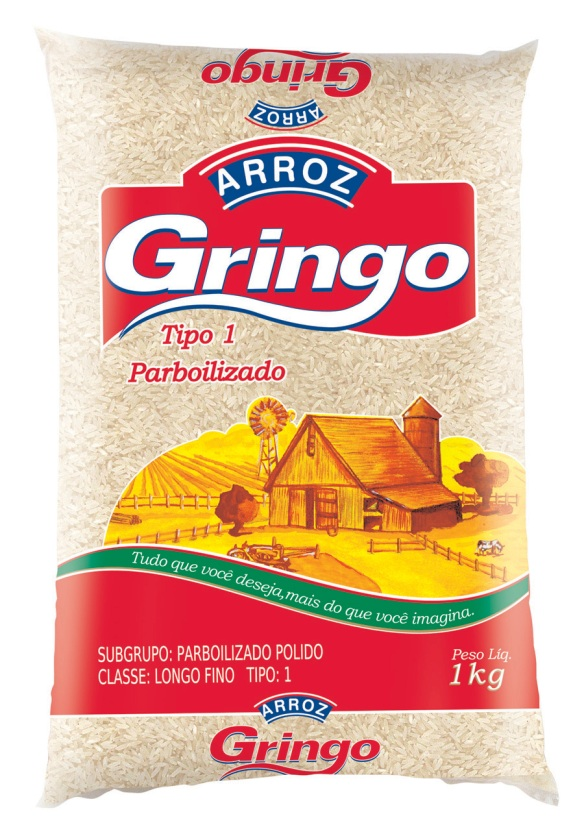 Gringo
ARROZ
ARROZ
Gringo
Tipo 1
Parboilizado
Tudo que você deseja, mais do que você imagina.
SUBGRUPO: PARBOILIZADO POLIDO
CLASSE: LONGO FINO TIPO: 1
Peso Líq.
1kg
ARROZ
Gringo